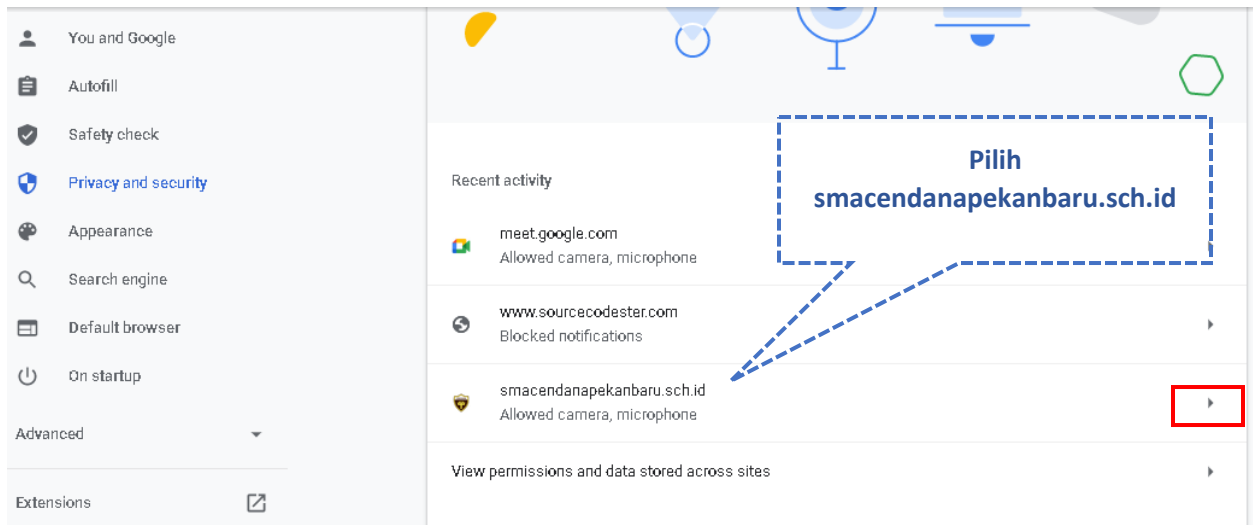 You and Google
Autofill
Safety check
Privacy and security
Appearance
Search engine
Default browser
On startup
Advanced
Extensions
Pilih
smacendanapekanbaru.sch.id
Recent activity
meet.google.com
Allowed camera, microphone
www.sourcecodester.com
Blocked notifications
smacendanapekanbaru.sch.id
Allowed camera, microphone
View permissions and data stored across sites